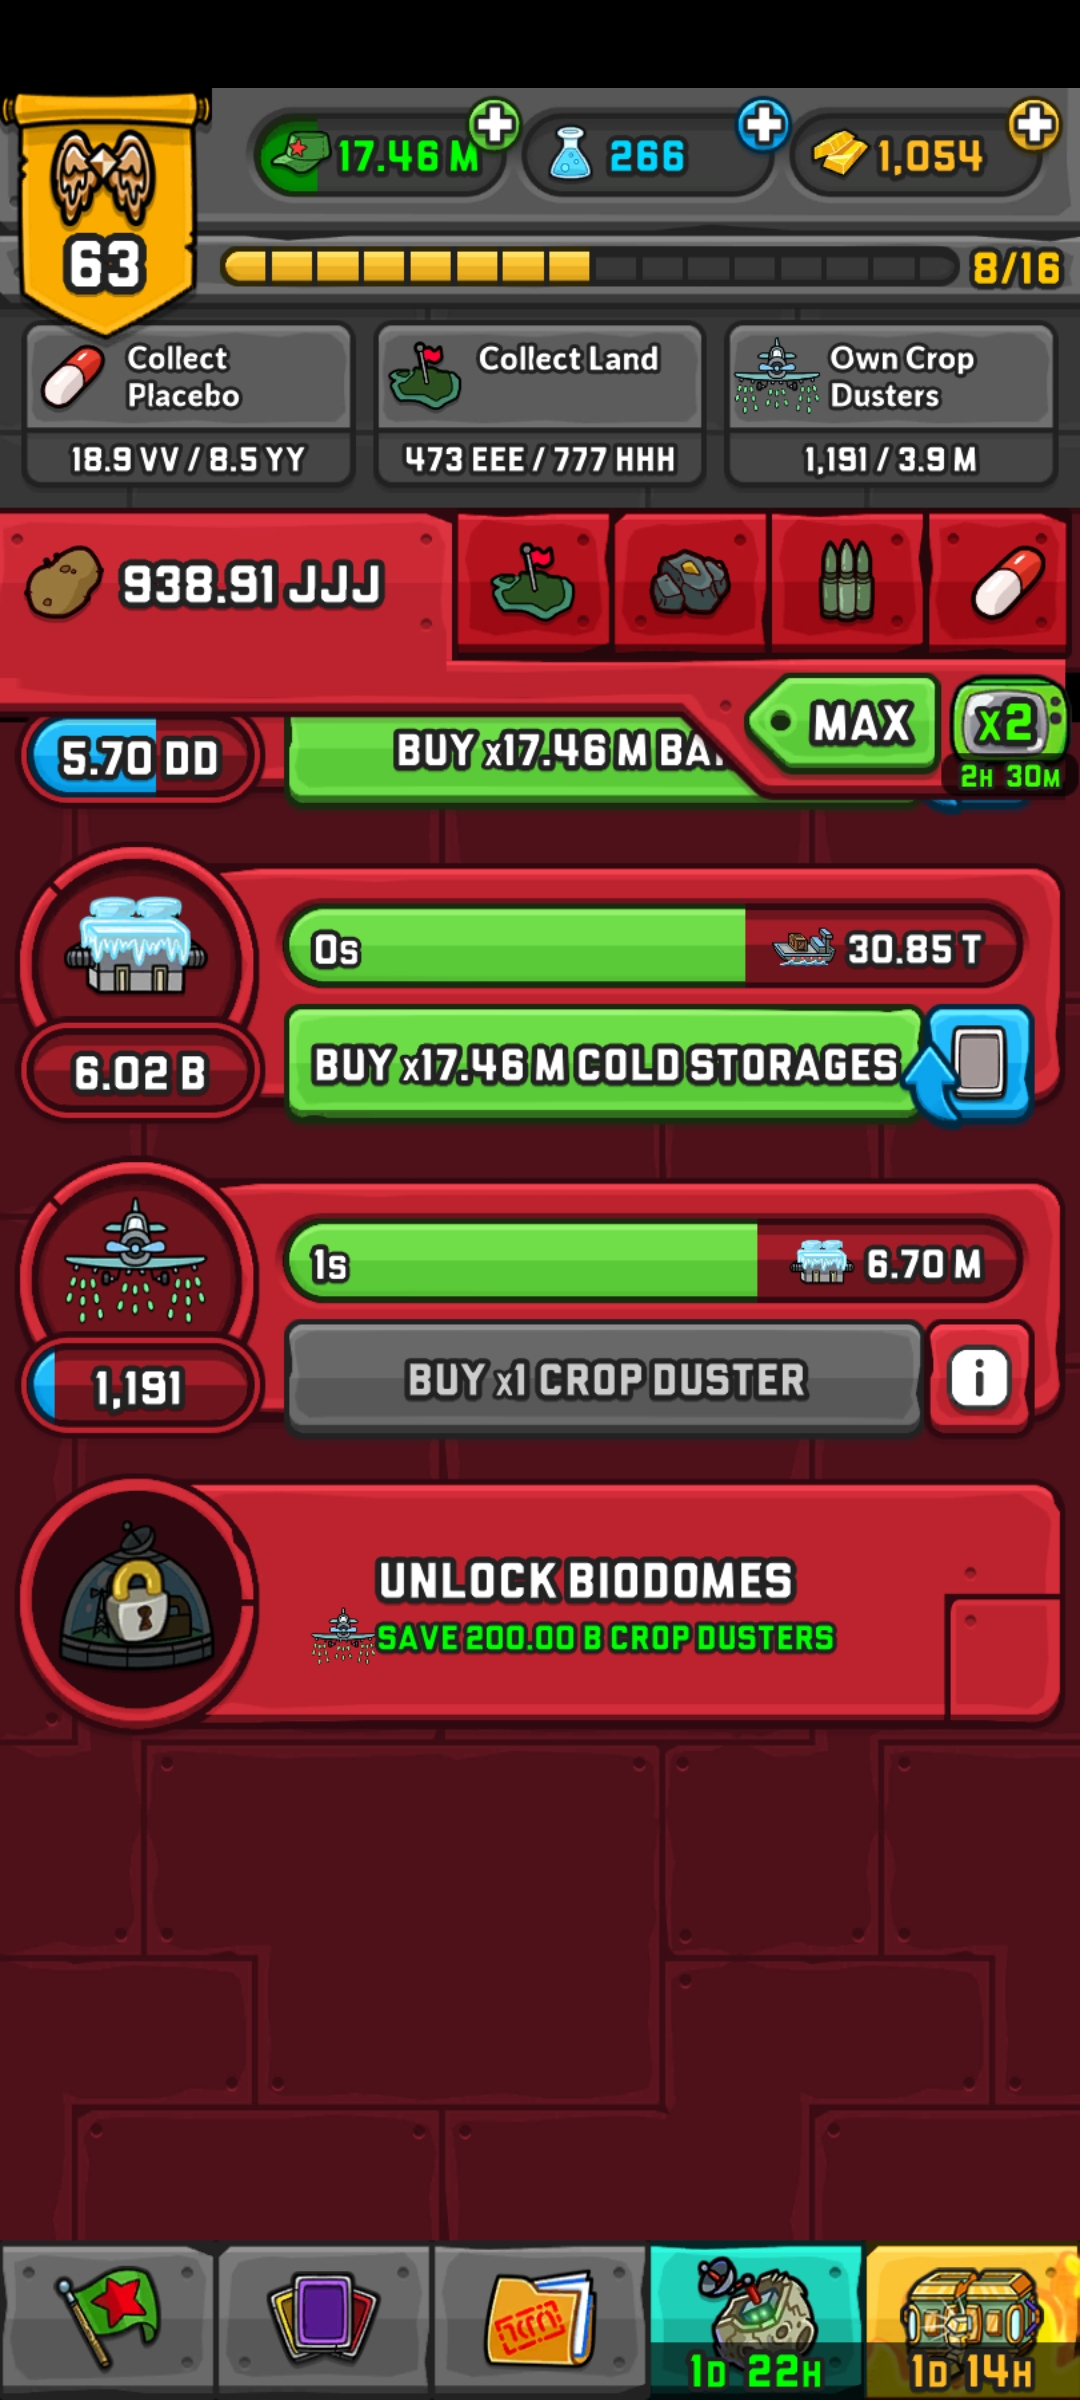 17.46 M
266
1,054
63
8/16
Collect
Placebo
18.9 VV / 8.5 YY
Collect Land
473 EEE / 777 HHH
Own Crop
Dusters
1,191 / 3.9 M
938.91 JJJ
MAX
x2
2H 30M
5.70 DD
BUY x17.46 M
0s
30.85 T
6.02 B
BUY x17.46 M COLD STORAGES
1s
6.70 M
1,191
BUY x1 CROP DUSTER
i
UNLOCK BIODOMES
SAVE 200.00 B CROP DUSTERS
1D 22H
1D 14H